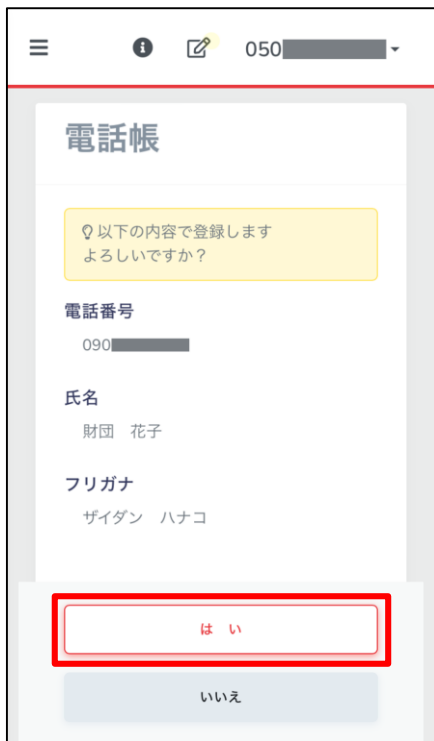 050
電話帳
以下の内容で登録します
よろしいですか？
電話番号
090
氏名
財団　花子
フリガナ
ザイダン　ハナコ
は　い
いいえ